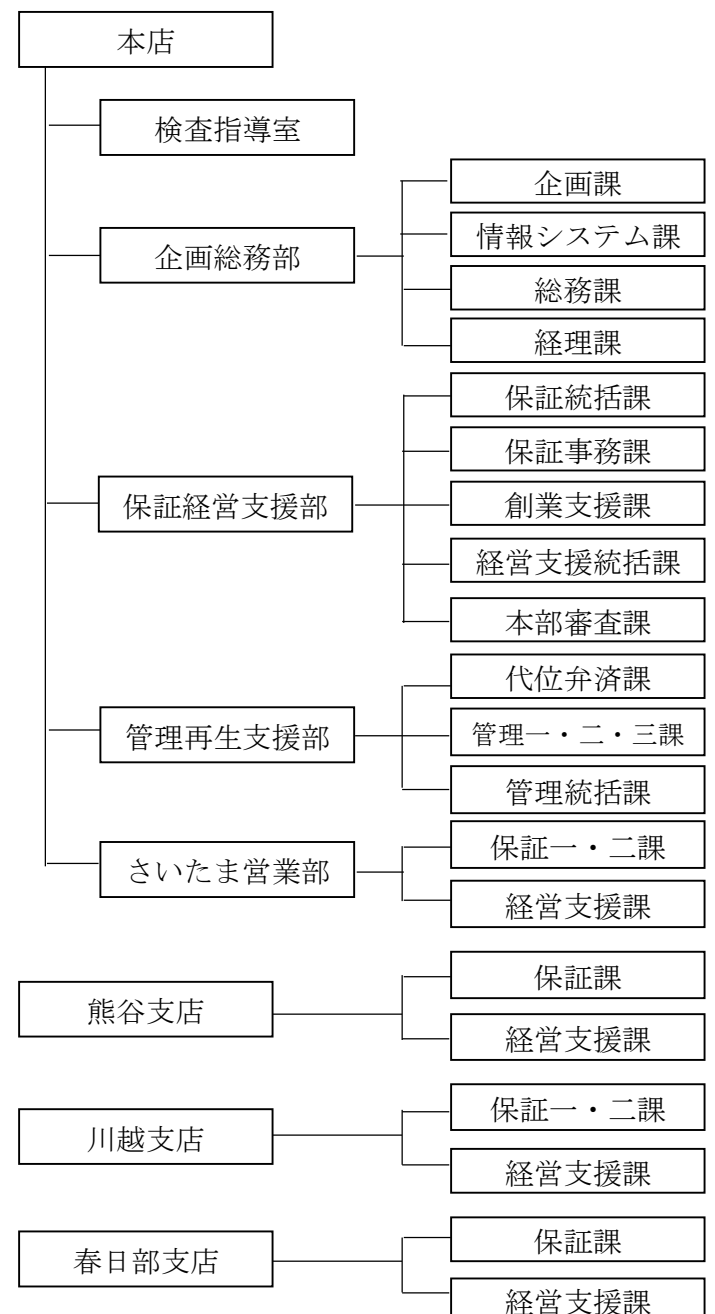 本店
検査指導室
企画総務部
企画課
情報システム課
総務課
経理課
保証経営支援部
保証統括課
保証事務課
創業支援課
経営支援統括課
本部審査課
管理再生支援部
代位弁済課
管理一・二・三課
管理統括課
さいたま営業部
保証一・二課
経営支援課
熊谷支店
保証課
経営支援課
川越支店
保証一・二課
経営支援課
春日部支店
保証課
経営支援課